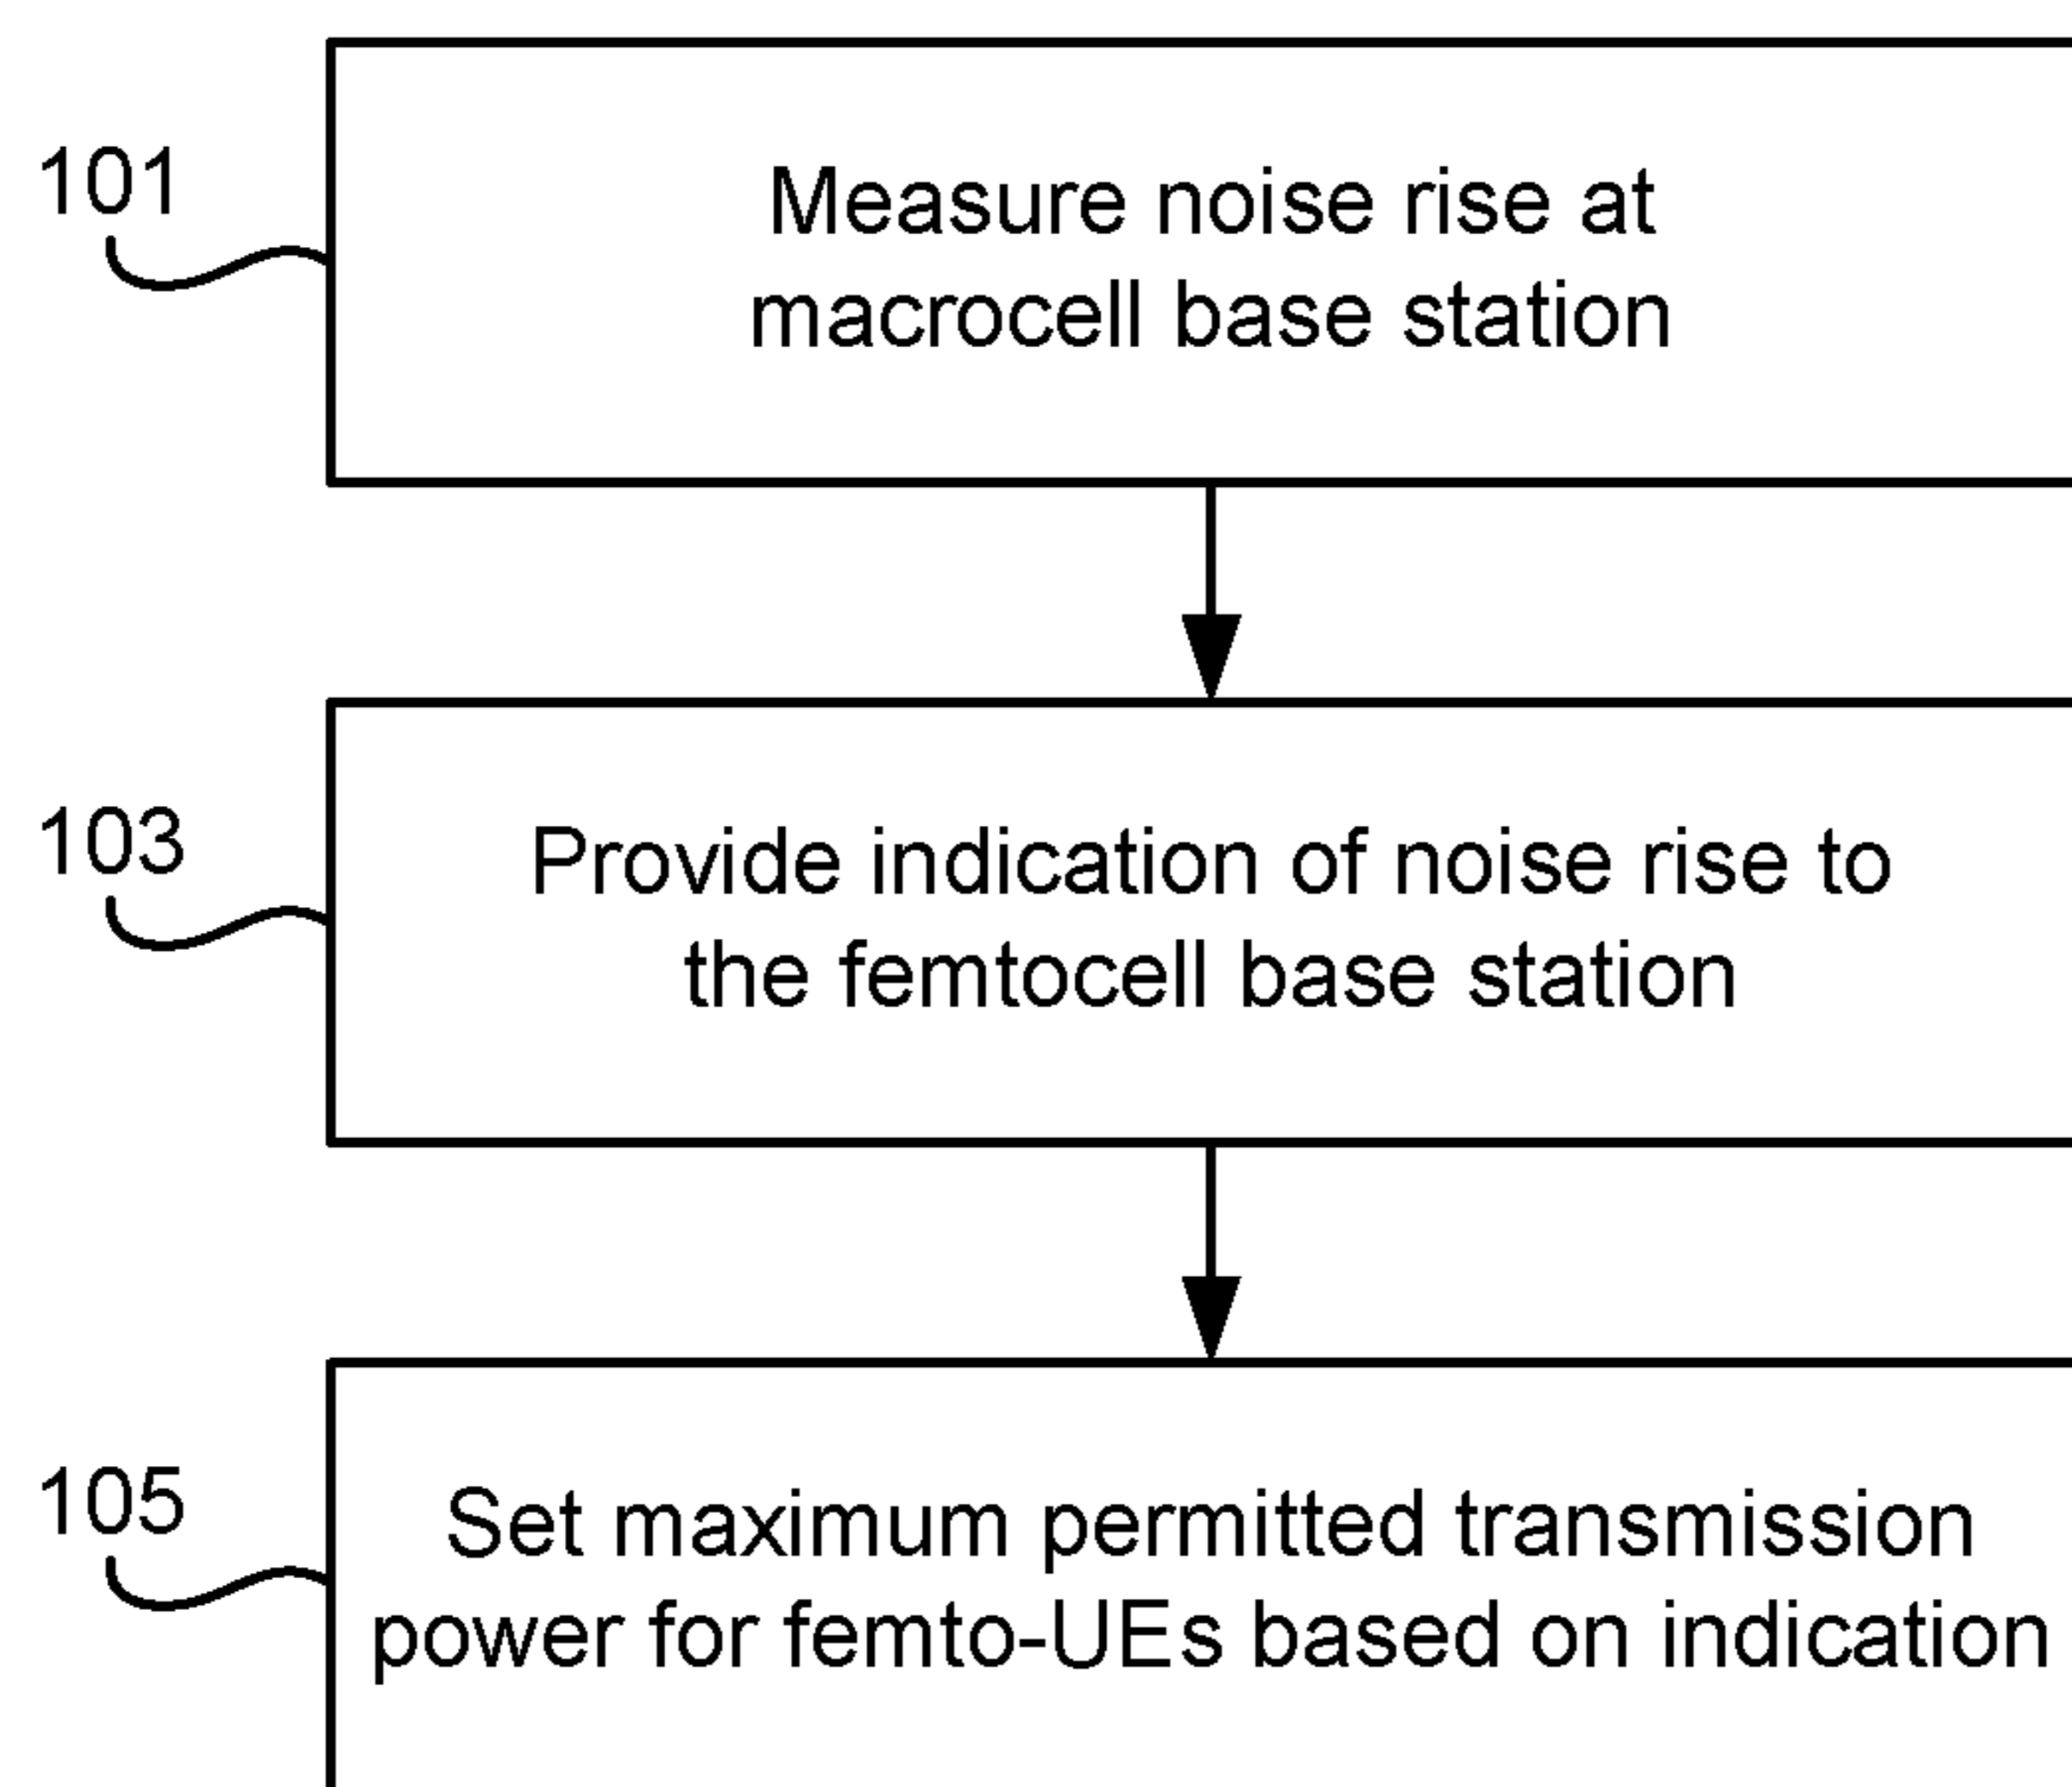 101
Measure noise rise at
macrocell base station
103
Provide indication of noise rise to
the femtocell base station
105
Set maximum permitted transmission
power for femto-UEs based on indication